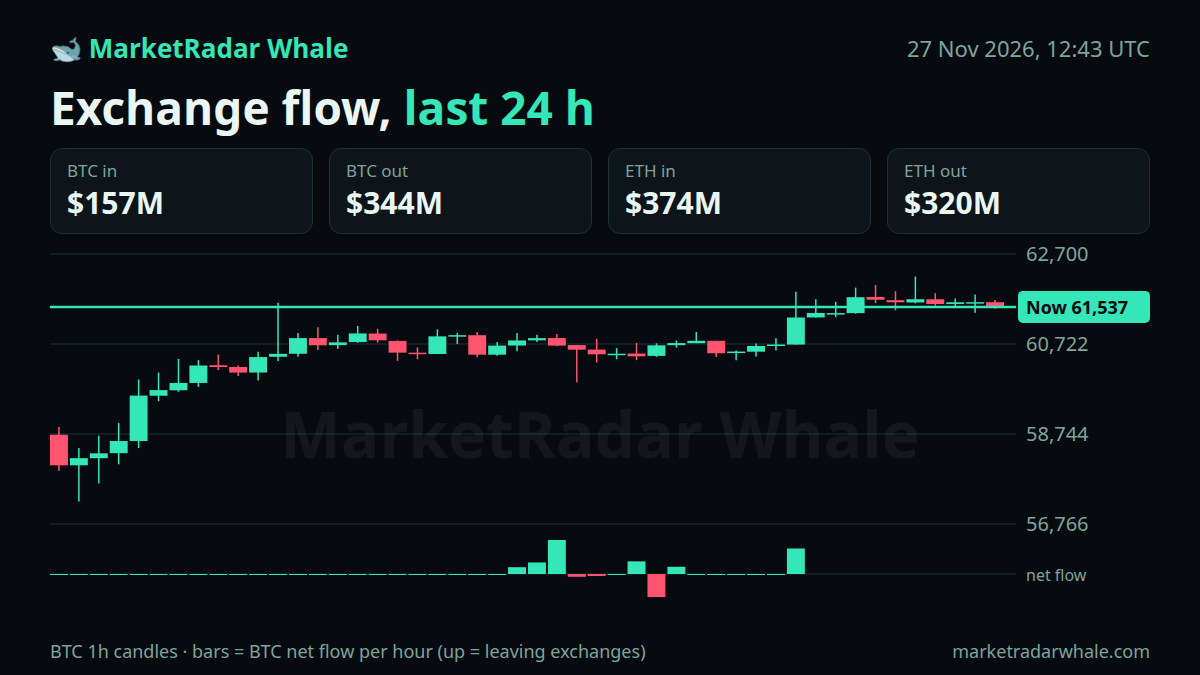 🐋 MarketRadar Whale
27 Nov 2026, 12:43 UTC
Exchange flow, last 24 h
BTC in
$157M
BTC out
$344M
ETH in
$374M
ETH out
$320M
62,700
Now 61,537
60,722
MarketRadar Whale
58,744
56,766
net flow
BTC 1h candles · bars = BTC net flow per hour (up = leaving exchanges)
marketradarwhale.com